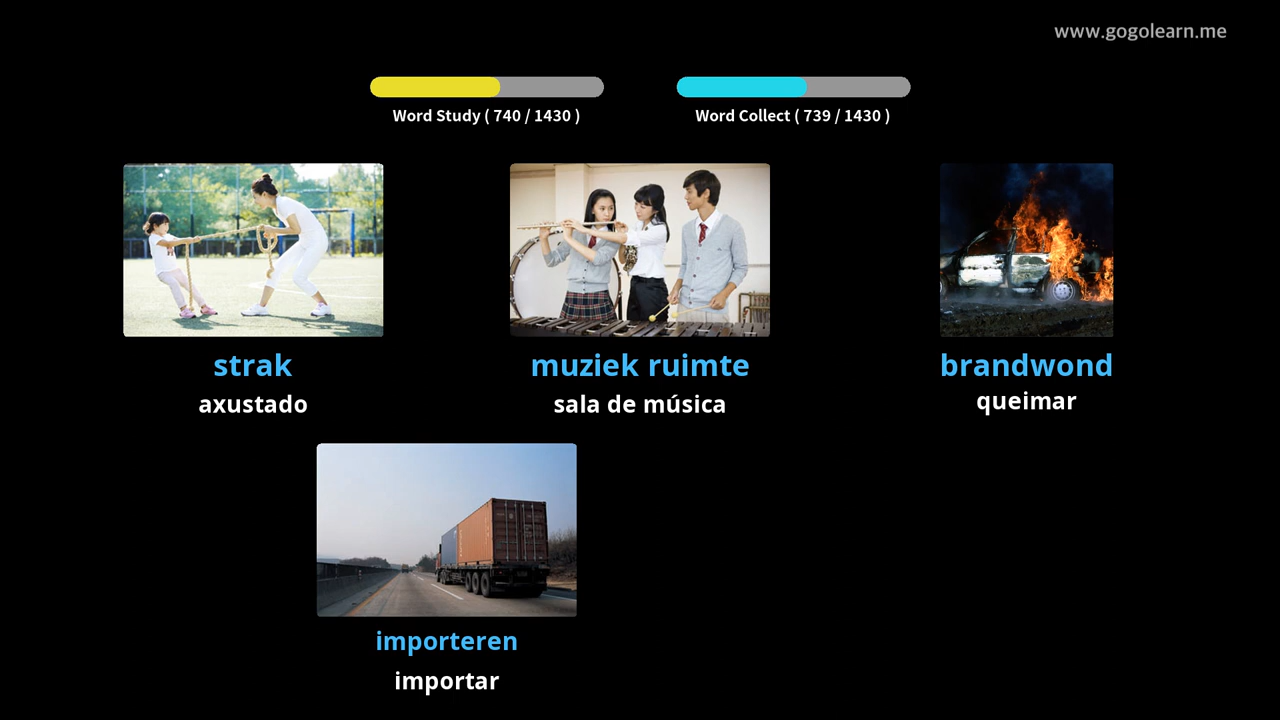 www.gogolearn.me
Word Study ( 740 / 1430 )
Word Collect ( 739 / 1430 )
strak
axustado
muziek ruimte
sala de música
brandwond
queimar
importeren
importar